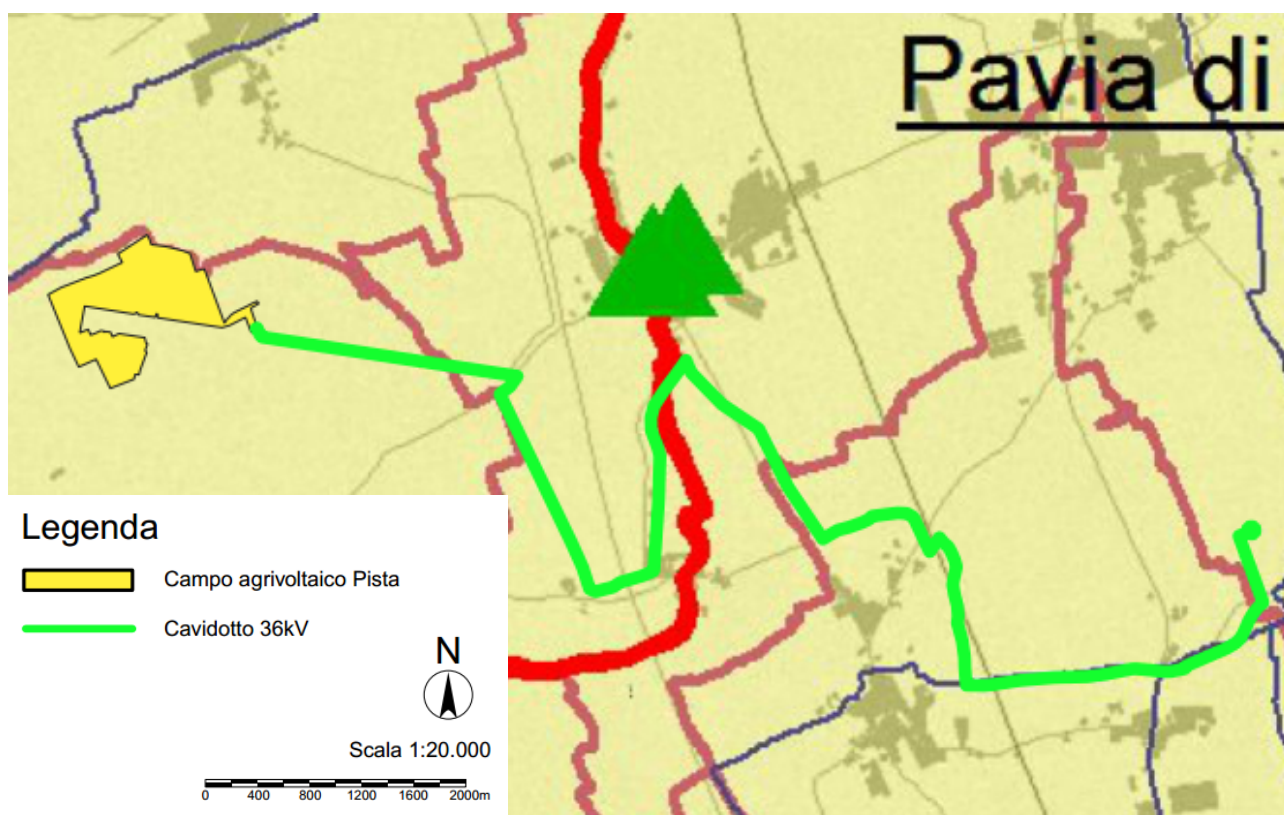 Pavia di
Legenda
Campo agrivoltaico Pista
Cavidotto 36kV
N
Scala 1:20.000
0 400 800 1200 1600 2000m